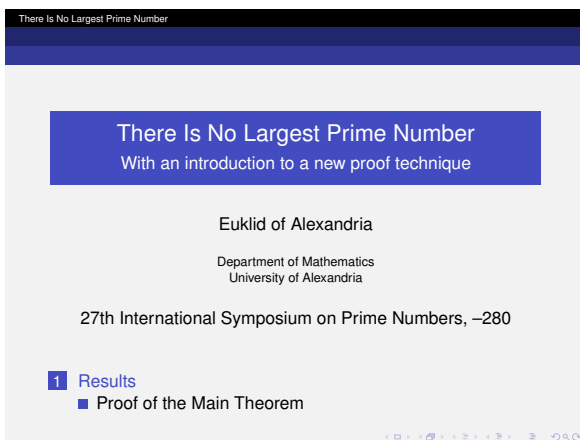 There Is No Largest Prime Number
There Is No Largest Prime Number
With an introduction to a new proof technique
Euklid of Alexandria
Department of Mathematics
University of Alexandria
27th International Symposium on Prime Numbers, –280
1 Results
Proof of the Main Theorem